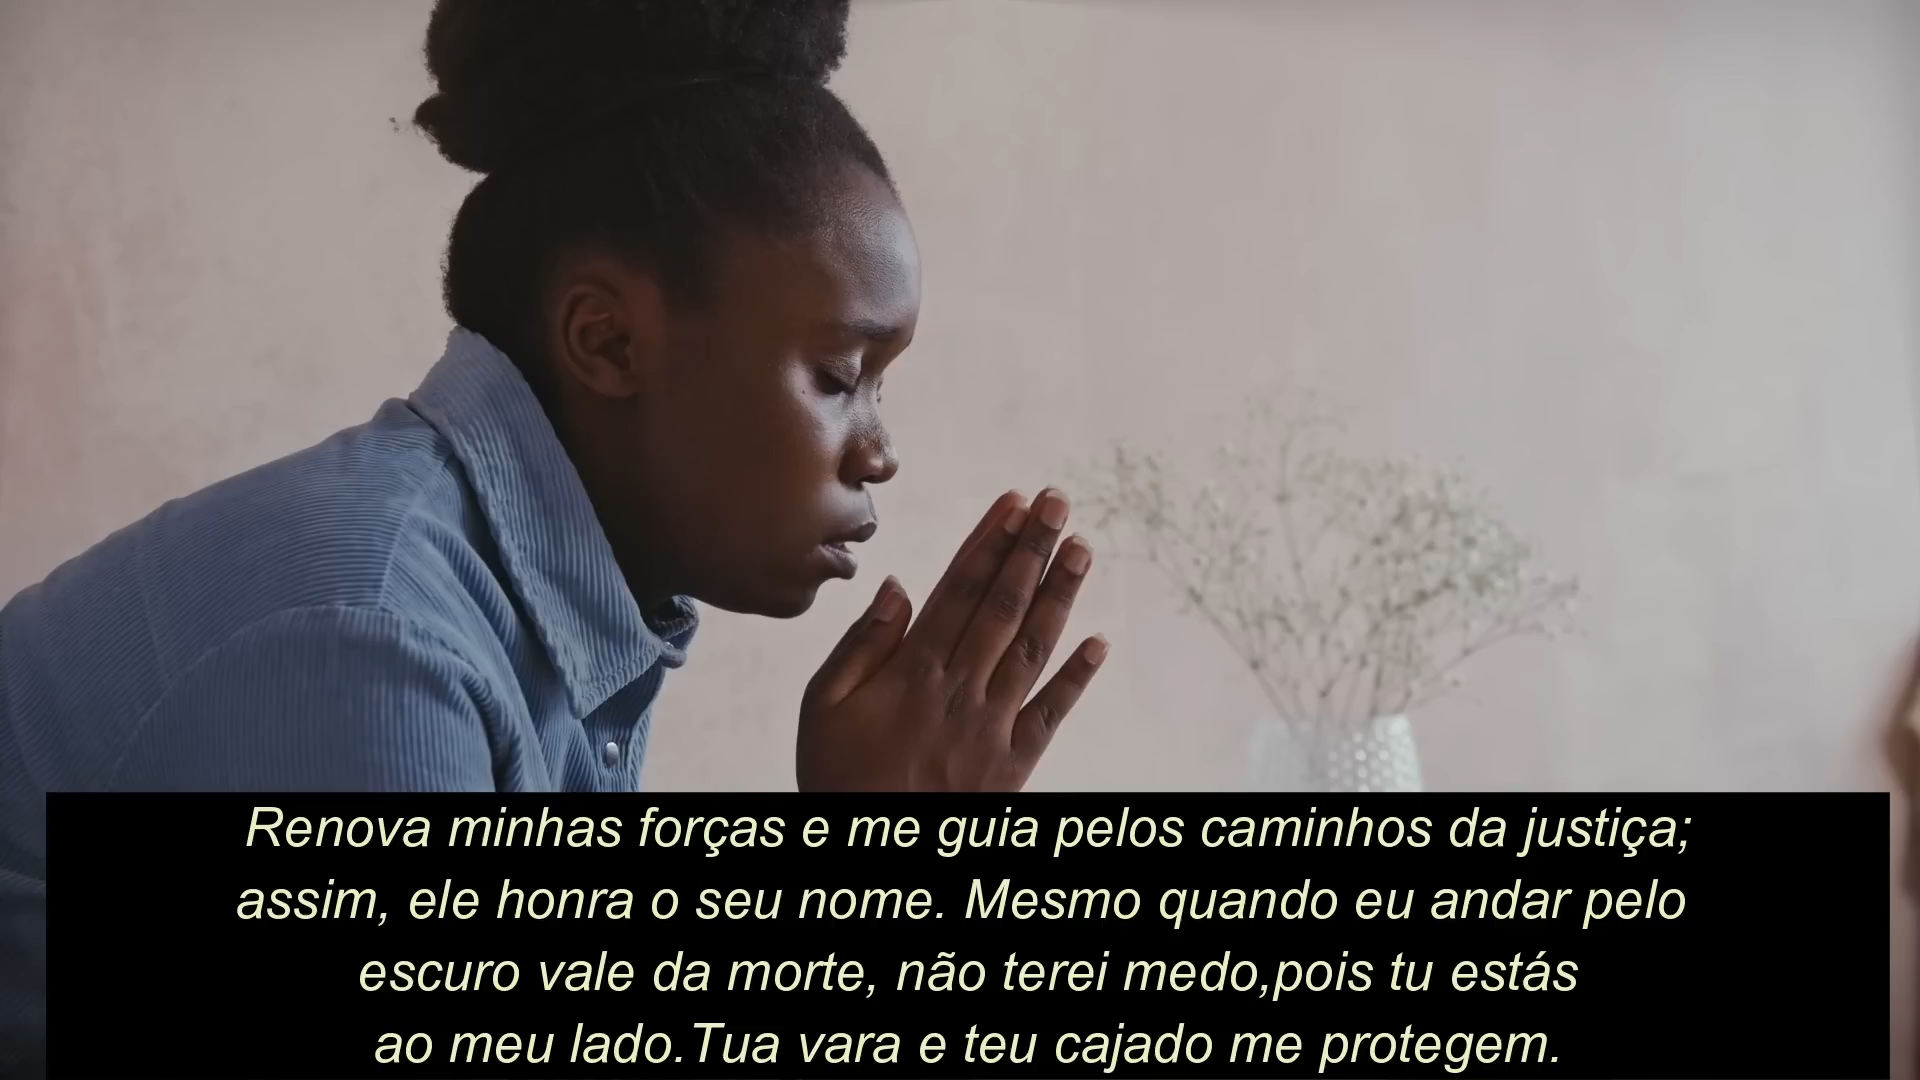 Renova minhas forças e me guia pelos caminhos da justiça;
assim, ele honra o seu nome. Mesmo quando eu andar pelo
escuro vale da morte, não terei medo,pois tu estás
ao meu lado.Tua vara e teu cajado me protegem.